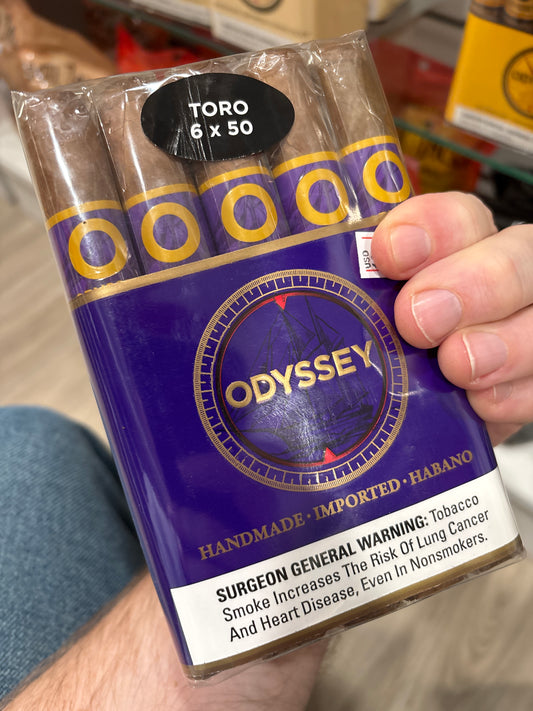 TORO
6 x 50
O O O O O
USD
ODYSSEY
HANDMADE · IMPORTED · HABANO
SURGEON GENERAL WARNING: Tobacco
Smoke Increases The Risk Of Lung Cancer
And Heart Disease, Even In Nonsmokers.